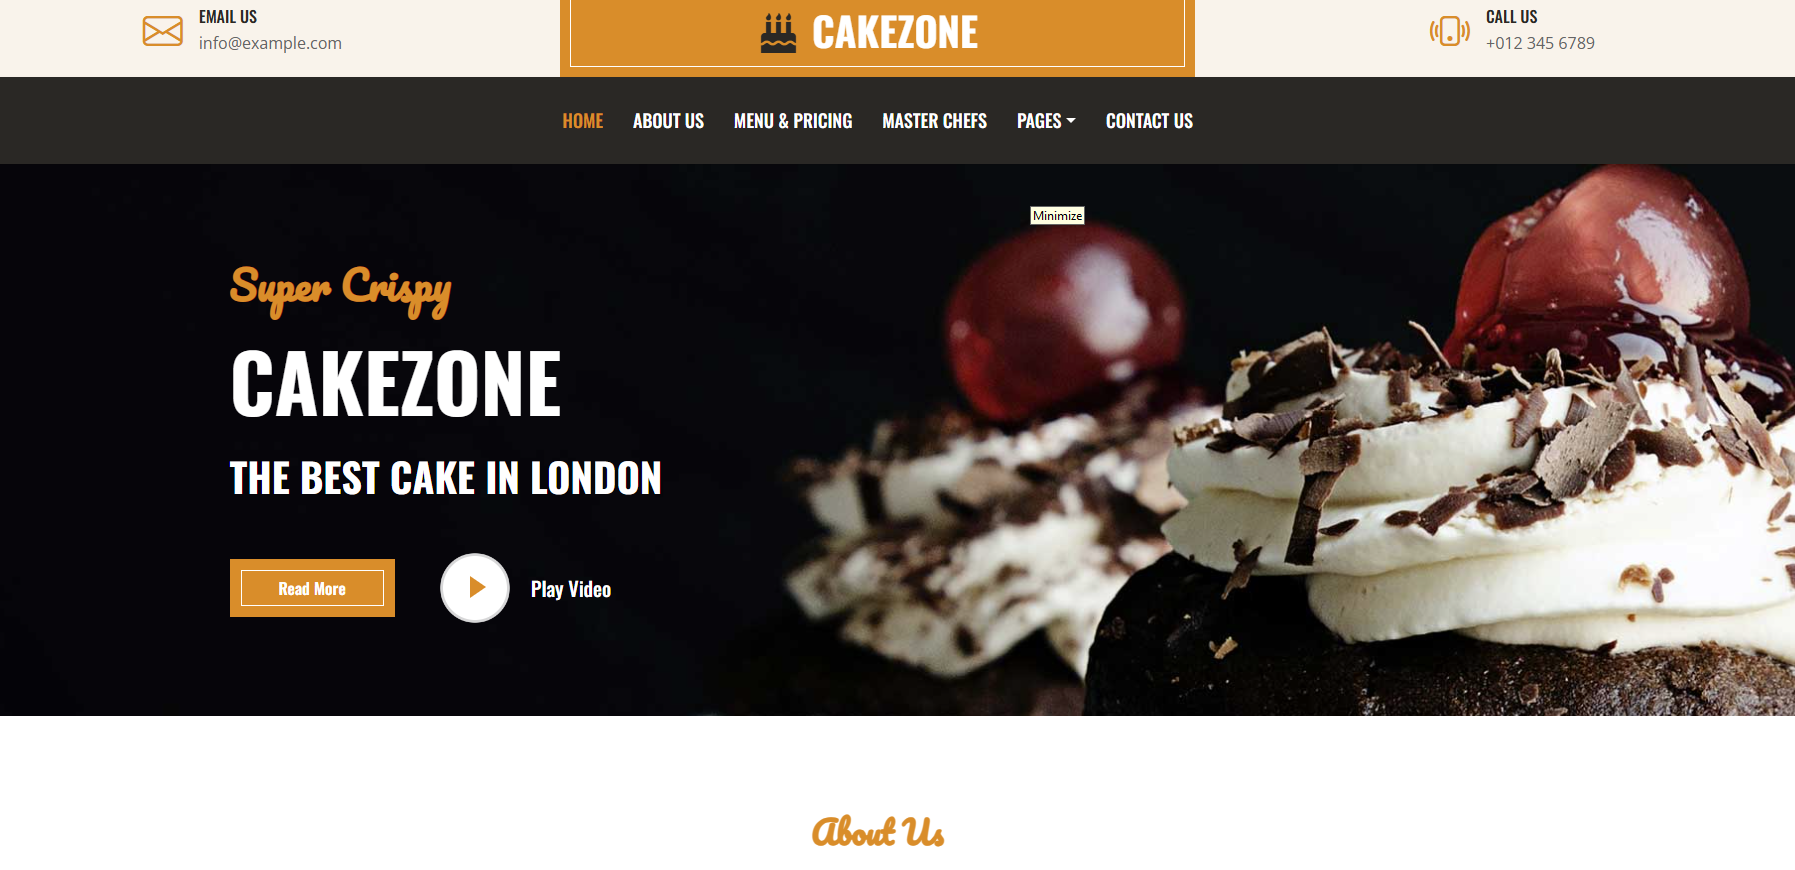 EMAIL US
info@example.com
CAKEZONE
CALL US
+012 345 6789
HOME
ABOUT US
MENU & PRICING
MASTER CHEFS
PAGES
CONTACT US
Minimize
Super Crispy
CAKEZONE
THE BEST CAKE IN LONDON
Read More
Play Video
About Us